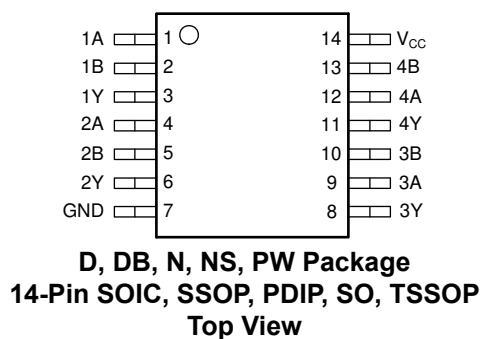 1A 1 14 V_CC
1B 2 13 4B
1Y 3 12 4A
2A 4 11 4Y
2B 5 10 3B
2Y 6 9 3A
GND 7 8 3Y
D, DB, N, NS, PW Package
14-Pin SOIC, SSOP, PDIP, SO, TSSOP
Top View